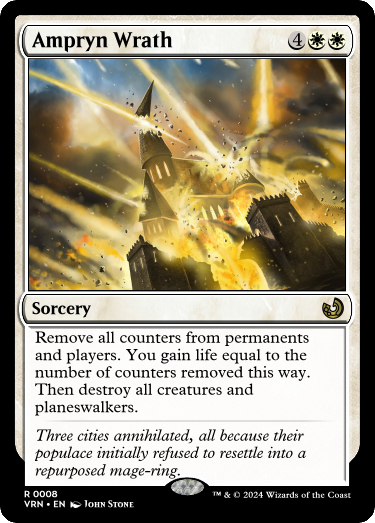 Ampryn Wrath 4
Sorcery
Remove all counters from permanents
and players. You gain life equal to the
number of counters removed this way.
Then destroy all creatures and
planeswalkers.
Three cities annihilated, all because their
populace initially refused to resettle into a
repurposed mage-ring.
R 0008
VRN • EN John Stone
™ & © 2024 Wizards of the Coast